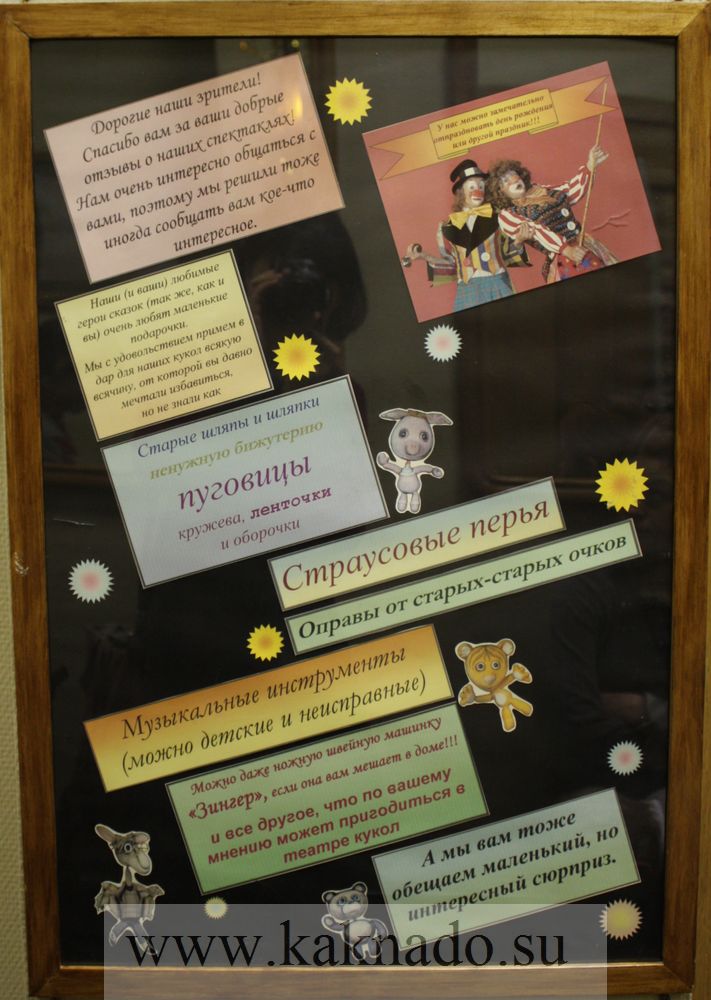 Дорогие наши зрители!
Спасибо вам за ваши добрые
отзывы о наших спектаклях!
Нам очень интересно общаться с
вами, поэтому мы решили тоже
иногда сообщать вам кое-что
интересное.
У нас можно замечательно
отпраздновать день рождения
или другой праздник!!!
Наши (и ваши) любимые
герои сказок (так же, как и
вы) очень любят маленькие
подарочки.
Мы с удовольствием примем в
дар для наших кукол всякую
всячину, от которой вы давно
мечтали избавиться,
но не знали как
Старые шляпы и шляпки
ненужную бижутерию
пуговицы
кружева, ленточки
и оборочки
Страусовые перья
Оправы от старых-старых очков
Музыкальные инструменты
(можно детские и неисправные)
Можно даже ножную швейную машинку
«Зингер», если она вам мешает в доме!!!
и все другое, что по вашему
мнению может пригодиться в
театре кукол
А мы вам тоже
обещаем маленький, но
интересный сюрприз.
www.kaknado.su